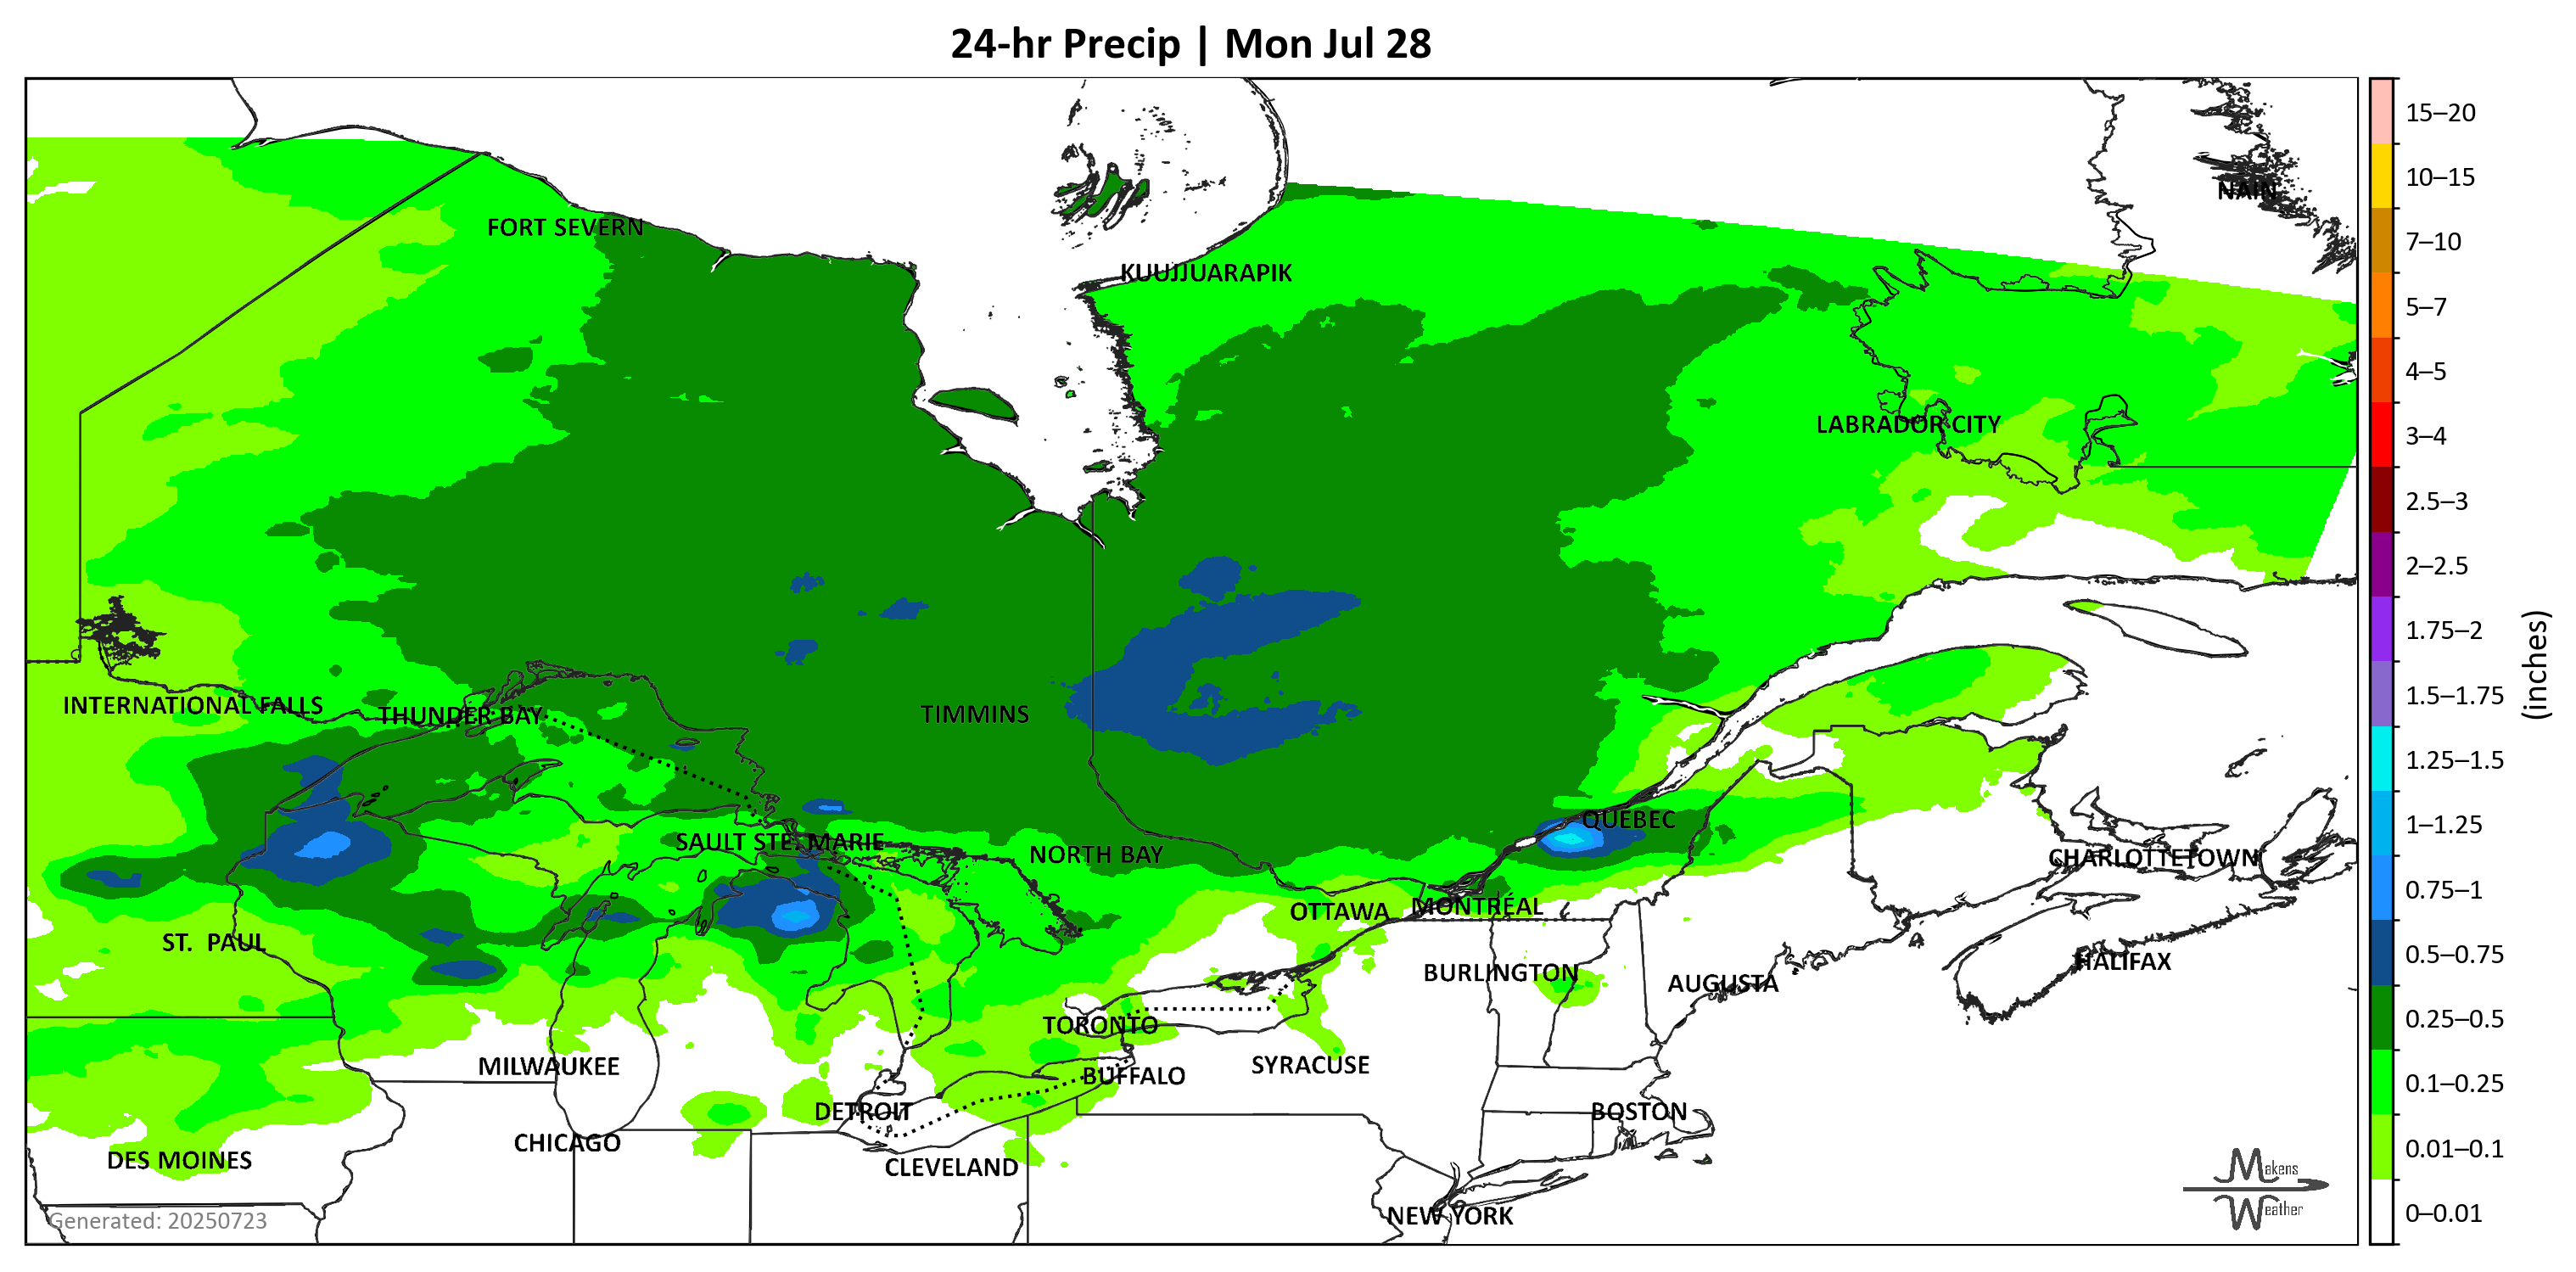 24-hr Precip | Mon Jul 28
NAIN
FORT SEVERN
KUUJJUARAPIK
LABRADOR CITY
INTERNATIONAL FALLS
THUNDER BAY
TIMMINS
QUEBEC
SAULT STE. MARIE
NORTH BAY
CHARLOTTETOWN
OTTAWA
MONTRÉAL
ST. PAUL
HALIFAX
BURLINGTON
AUGUSTA
TORONTO
MILWAUKEE
SYRACUSE
BUFFALO
DETROIT
BOSTON
CHICAGO
DES MOINES
CLEVELAND
NEW YORK
Generated: 20250723
Makens
Weather
15–20
10–15
7–10
5–7
4–5
3–4
2.5–3
2–2.5
1.75–2
1.5–1.75
1.25–1.5
1–1.25
0.75–1
0.5–0.75
0.25–0.5
0.1–0.25
0.01–0.1
0–0.01
(inches)